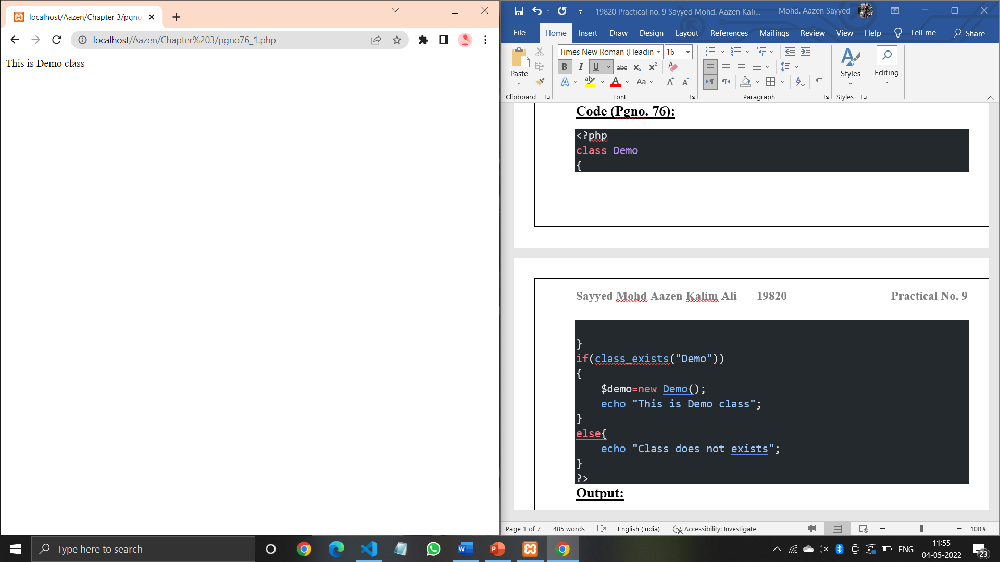 localhost/Aazen/Chapter 3/pgno
localhost/Aazen/Chapter%203/pgno76_1.php
This is Demo class
19820 Practical no. 9 Sayyed Mohd. Aazen Kali...
Mohd. Aazen Sayyed
File Home Insert Draw Design Layout References Mailings Review View Help Tell me Share
Paste
Clipboard
Times New Roman (Headin 16
B I U abc X₂ X²
A ab A Aa A A
Font
Paragraph
Styles
Styles
Editing
Code (Pgno. 76):
<?php
class Demo
{
Sayyed Mohd Aazen Kalim Ali 19820 Practical No. 9
}
if(class_exists("Demo"))
{
    $demo=new Demo();
    echo "This is Demo class";
}
else{
    echo "Class does not exists";
}
?>
Output:
Page 1 of 7 485 words English (India) Accessibility: Investigate 100%
Type here to search
ENG
11:55
04-05-2022
23